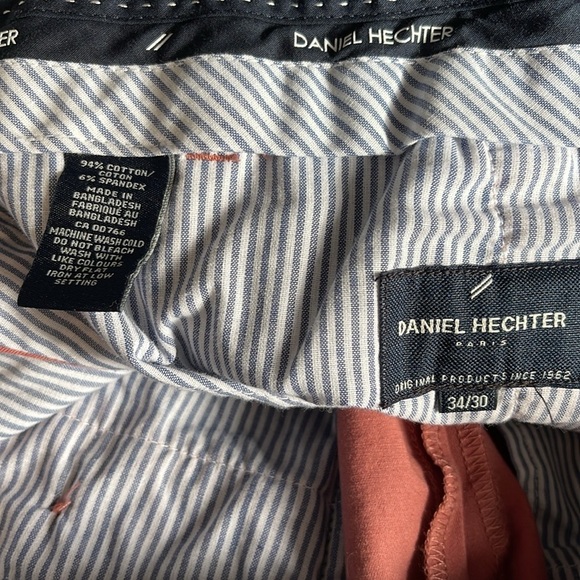 ER
DANIEL HECHTER
94% COTTON/
COTON
6% SPANDEX
MADE IN
BANGLADESH
FABRIQUÉ AU
BANGLADESH
CA 00766
MACHINE WASH COLD
DO NOT BLEACH
WASH WITH
LIKE COLOURS
DRY FLAT
IRON AT LOW
SETTING
DANIEL HECHTER
PARIS
ORIGINAL PRODUCT SINCE 1962
34/30